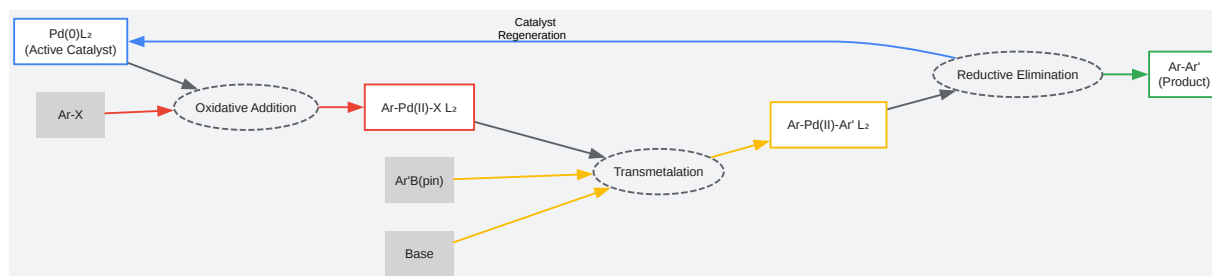 Catalyst
Regeneration
Pd(0)L₂
(Active Catalyst)
Ar-X
Oxidative Addition
Ar-Pd(II)-X L₂
Ar'B(pin)
Base
Transmetalation
Ar-Pd(II)-Ar' L₂
Reductive Elimination
Ar-Ar'
(Product)